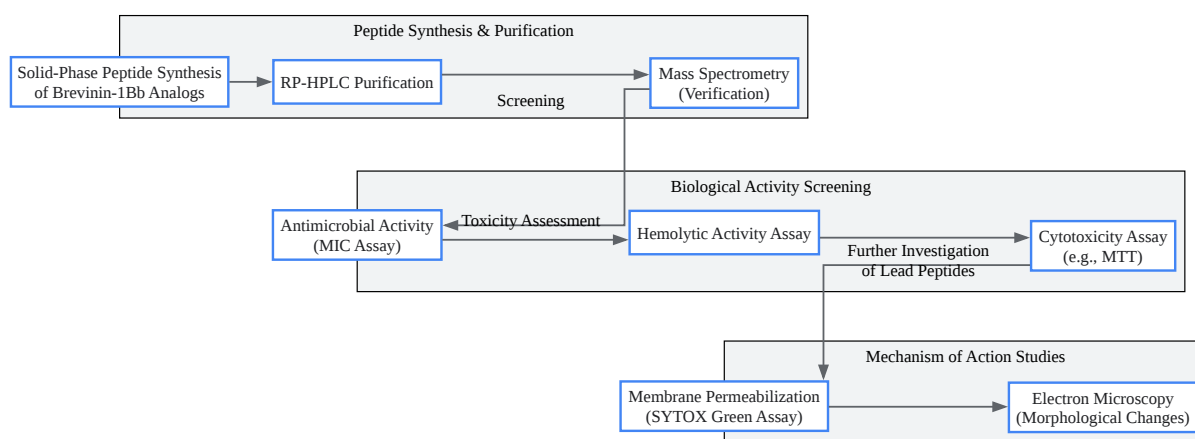 Peptide Synthesis & Purification
Solid-Phase Peptide Synthesis
of Brevinin-1Bb Analogs
RP-HPLC Purification
Mass Spectrometry
(Verification)
Screening
Biological Activity Screening
Antimicrobial Activity
(MIC Assay)
Toxicity Assessment
Hemolytic Activity Assay
Cytotoxicity Assay
(e.g., MTT)
Further Investigation
of Lead Peptides
Mechanism of Action Studies
Membrane Permeabilization
(SYTOX Green Assay)
Electron Microscopy
(Morphological Changes)